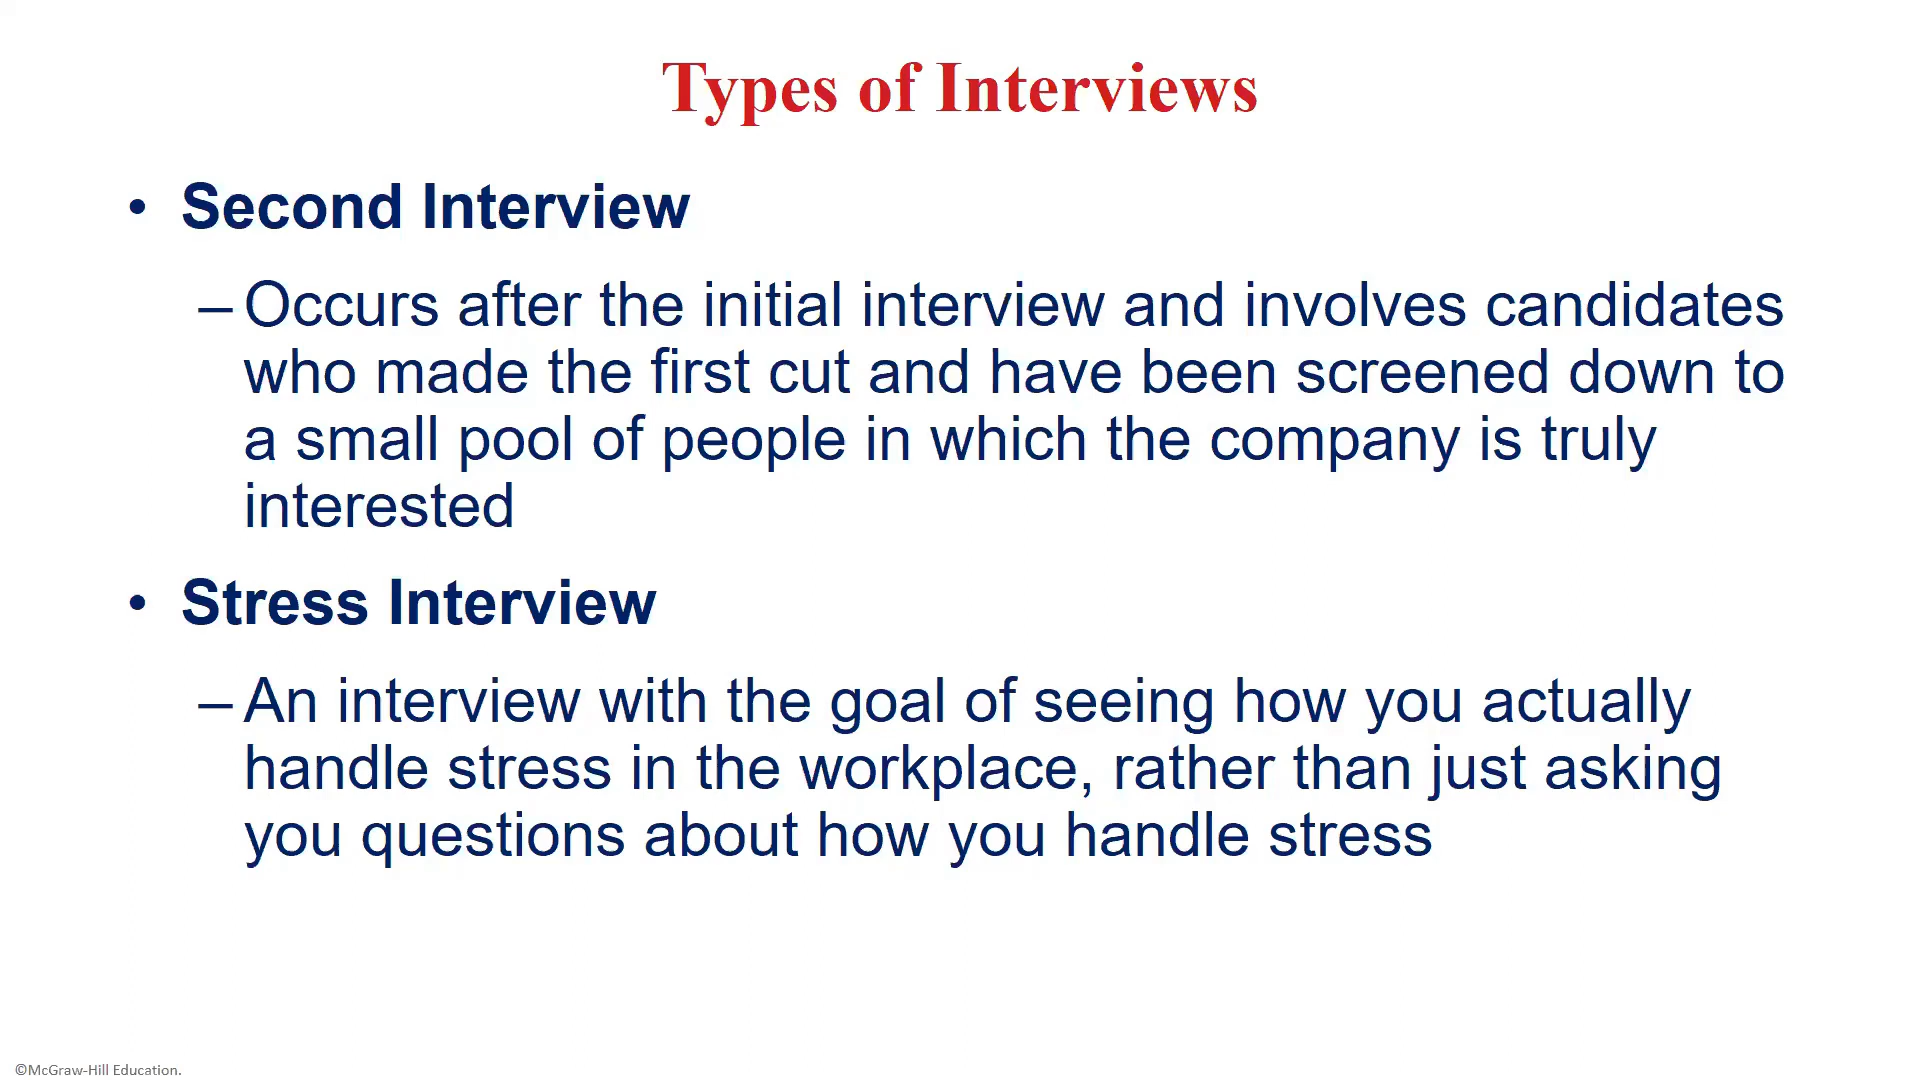 Types of Interviews
• Second Interview
– Occurs after the initial interview and involves candidates
who made the first cut and have been screened down to
a small pool of people in which the company is truly
interested
• Stress Interview
– An interview with the goal of seeing how you actually
handle stress in the workplace, rather than just asking
you questions about how you handle stress
©McGraw-Hill Education.